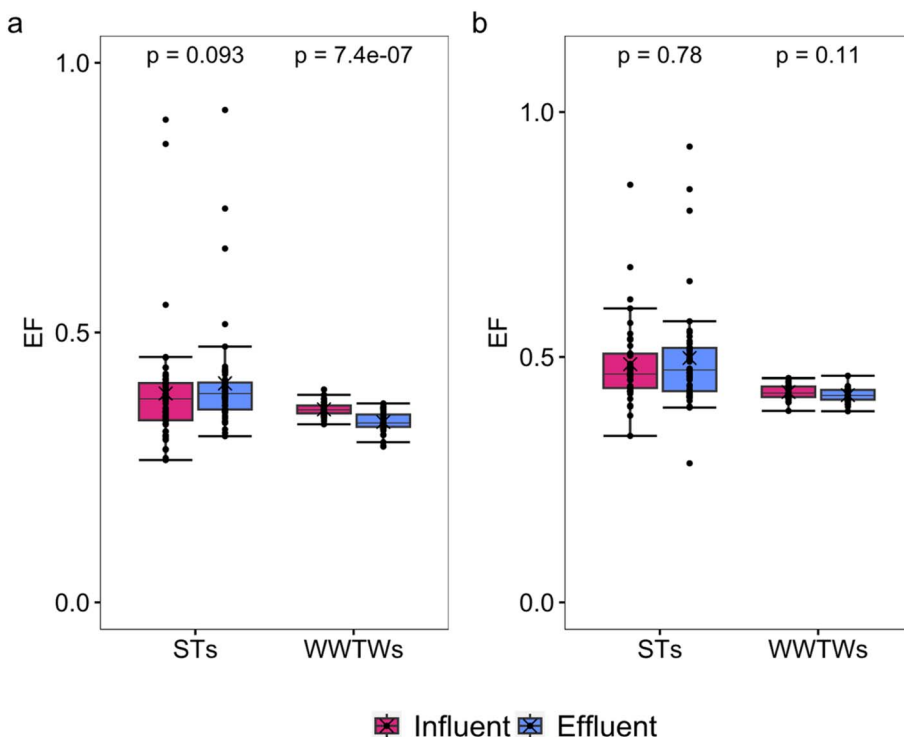 a
p = 0.093 p = 7.4e-07
1.0
0.5
0.0
EF
STs WWTWs
b
p = 0.78 p = 0.11
1.0
0.5
0.0
EF
STs WWTWs
Influent Effluent